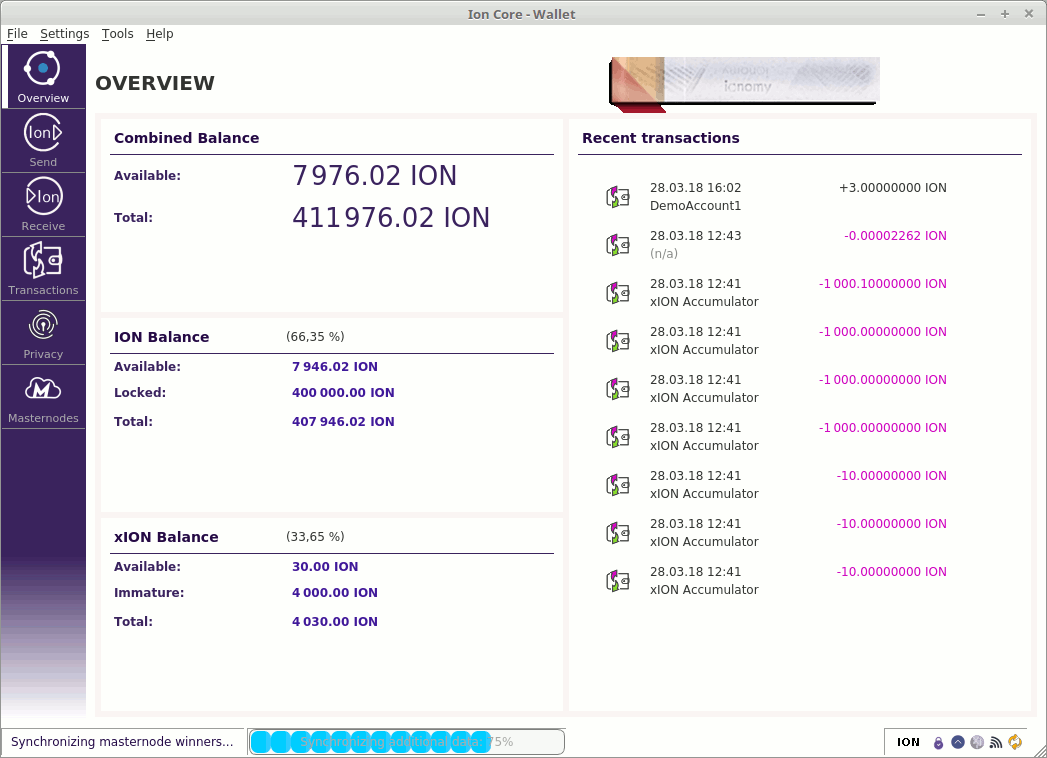 Ion Core - Wallet
File Settings Tools Help
Overview
Ion
Send
Ion
Receive
Transactions
Privacy
Masternodes
OVERVIEW
ionomy
Combined Balance
Available: 7 976.02 ION
Total: 411 976.02 ION
ION Balance (66,35 %)
Available: 7 946.02 ION
Locked: 400 000.00 ION
Total: 407 946.02 ION
xION Balance (33,65 %)
Available: 30.00 ION
Immature: 4 000.00 ION
Total: 4 030.00 ION
Recent transactions
28.03.18 16:02 +3.00000000 ION
DemoAccount1
28.03.18 12:43 -0.00002262 ION
(n/a)
28.03.18 12:41 -1 000.10000000 ION
xION Accumulator
28.03.18 12:41 -1 000.00000000 ION
xION Accumulator
28.03.18 12:41 -1 000.00000000 ION
xION Accumulator
28.03.18 12:41 -1 000.00000000 ION
xION Accumulator
28.03.18 12:41 -10.00000000 ION
xION Accumulator
28.03.18 12:41 -10.00000000 ION
xION Accumulator
28.03.18 12:41 -10.00000000 ION
xION Accumulator
Synchronizing masternode winners... Synchronizing additional data: 75% ION